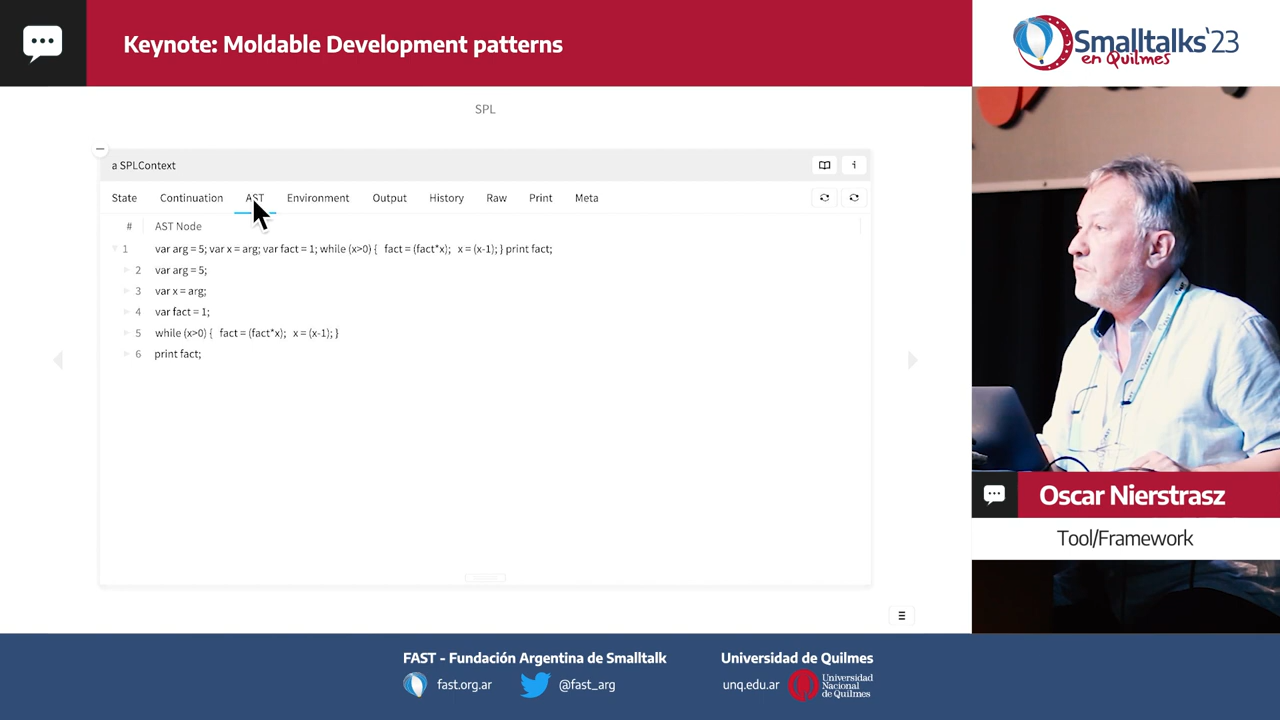 Keynote: Moldable Development patterns
Smalltalks'23
en Quilmes
SPL
a SPLContext
i
State Continuation AST Environment Output History Raw Print Meta
# AST Node
1 var arg = 5; var x = arg; var fact = 1; while (x>0) { fact = (fact*x); x = (x-1); } print fact;
2 var arg = 5;
3 var x = arg;
4 var fact = 1;
5 while (x>0) { fact = (fact*x); x = (x-1); }
6 print fact;
Oscar Nierstrasz
Tool/Framework
FAST - Fundación Argentina de Smalltalk
fast.org.ar @fast_arg
Universidad de Quilmes
unq.edu.ar
Universidad
Nacional
de Quilmes